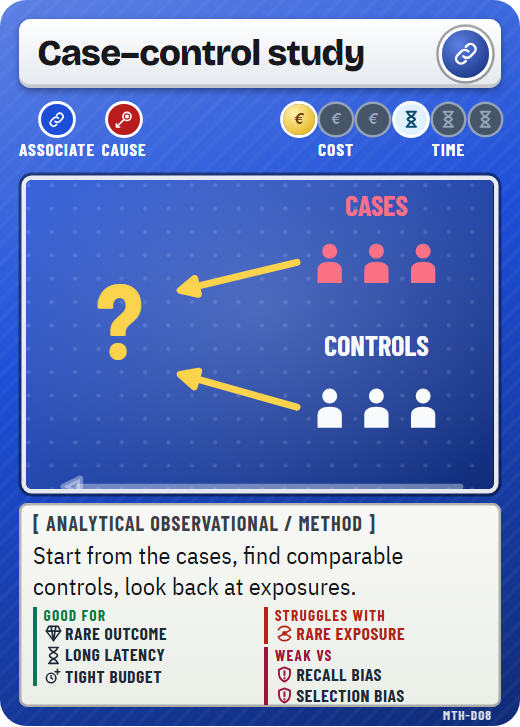 Case–control study
ASSOCIATE CAUSE
COST
TIME
CASES
?
CONTROLS
[ ANALYTICAL OBSERVATIONAL / METHOD ]
Start from the cases, find comparable
controls, look back at exposures.
GOOD FOR
RARE OUTCOME
LONG LATENCY
TIGHT BUDGET
STRUGGLES WITH
RARE EXPOSURE
WEAK VS
RECALL BIAS
SELECTION BIAS
MTH-D08